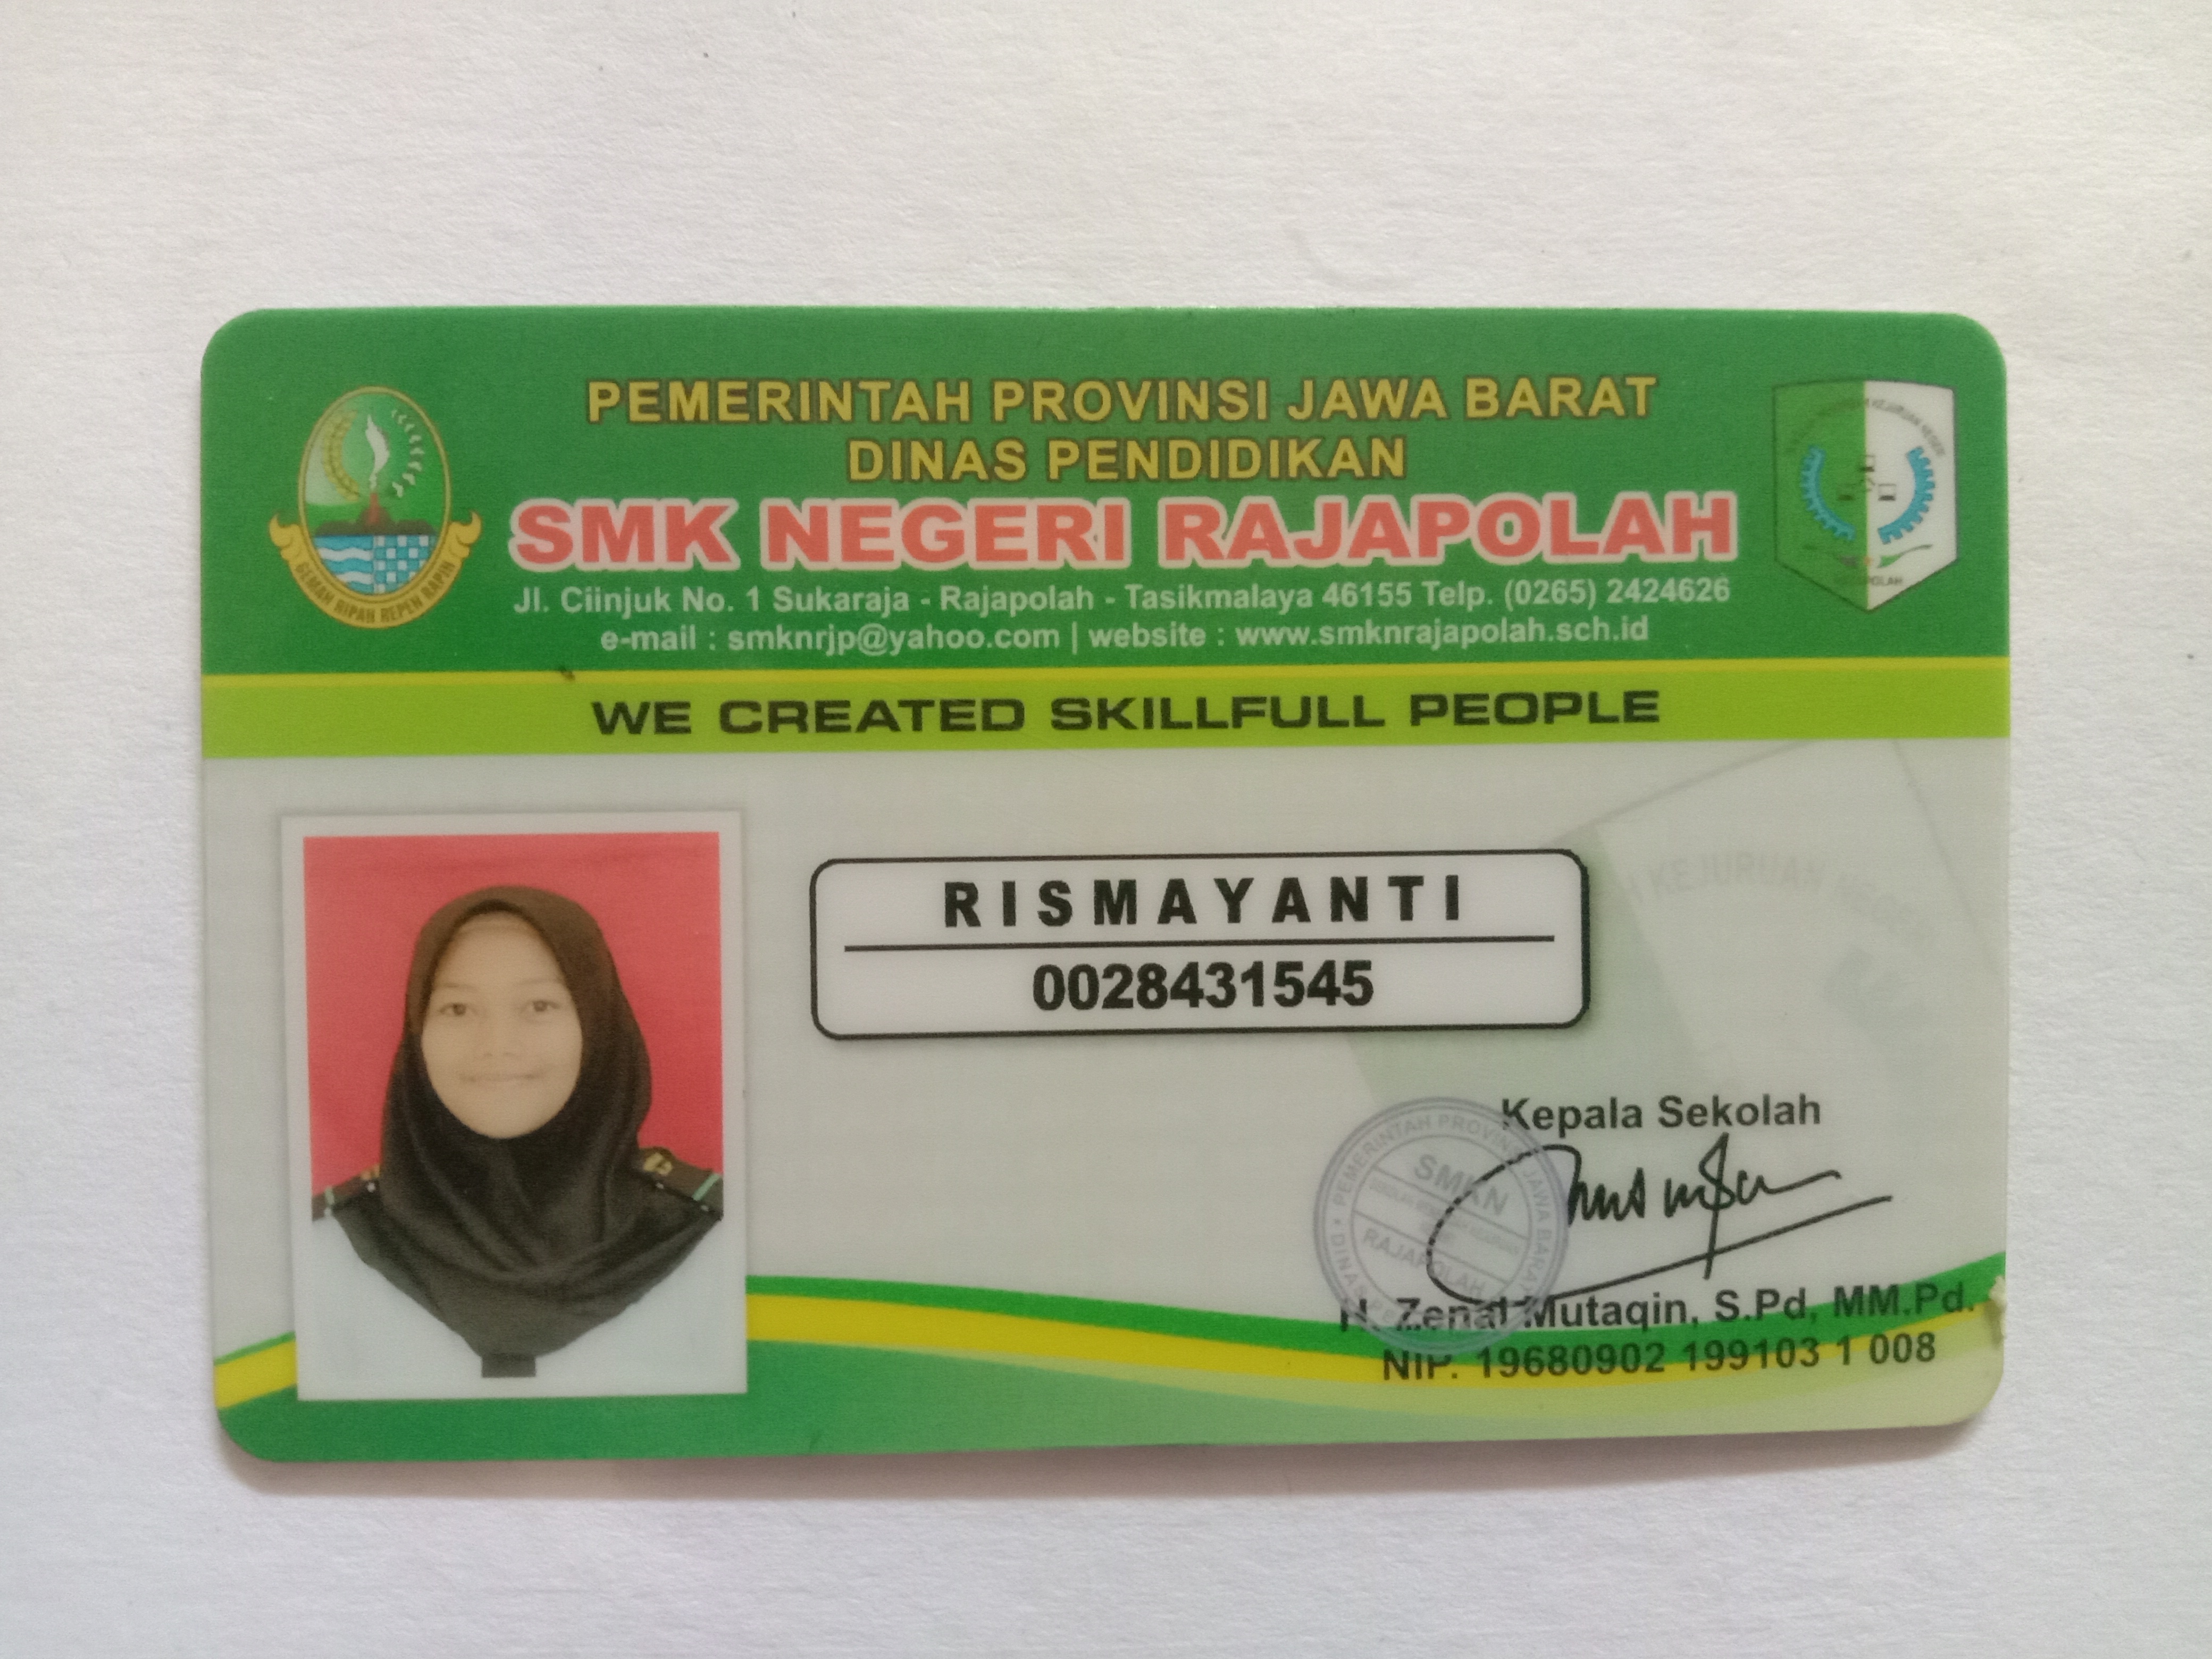 PEMERINTAH PROVINSI JAWA BARAT
DINAS PENDIDIKAN
SMK NEGERI RAJAPOLAH
Jl. Ciinjuk No. 1 Sukaraja - Rajapolah - Tasikmalaya 46155 Telp. (0265) 2424626
e-mail : smknrjp@yahoo.com | website : www.smknrajapolah.sch.id
GEMAH RIPAH REPEH RAPIH
WE CREATED SKILLFULL PEOPLE
RISMAYANTI
0028431545
Kepala Sekolah
PEMERINTAH PROVINSI JAWA BARAT
SMKN
RAJAPOLAH
H. Zenal Mutaqin, S.Pd, MM.Pd.
NIP. 19680902 199103 1 008